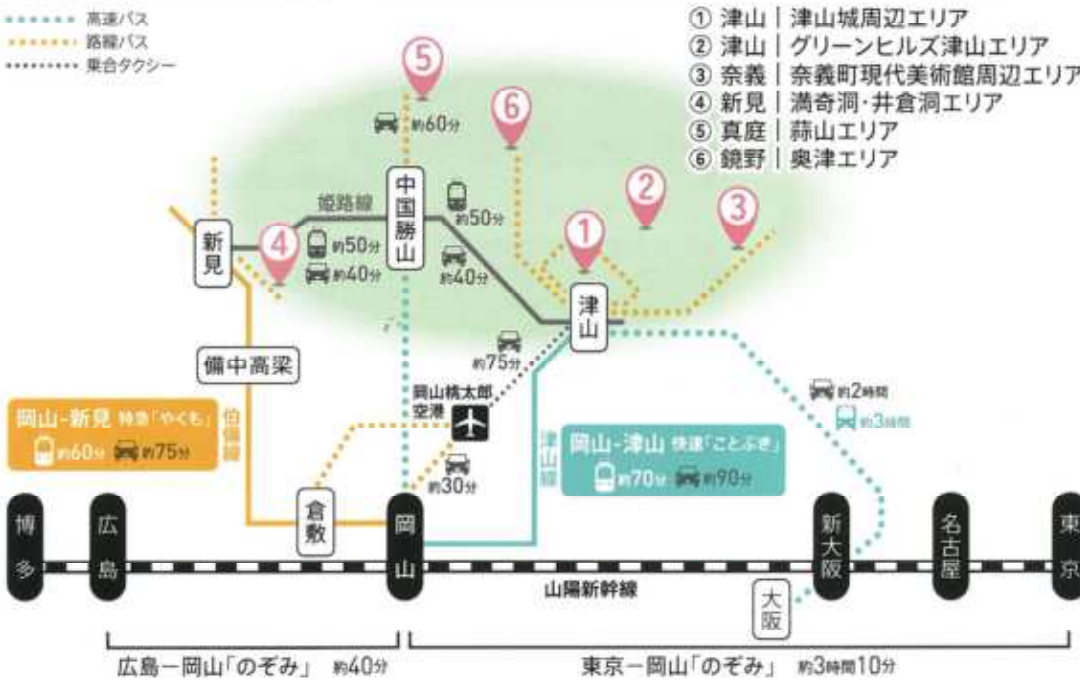 高速バス
路線バス
乗合タクシー
① 津山｜津山城周辺エリア
② 津山｜グリーンヒルズ津山エリア
③ 奈義｜奈義町現代美術館周辺エリア
④ 新見｜満奇洞・井倉洞エリア
⑤ 真庭｜蒜山エリア
⑥ 鏡野｜奥津エリア
⑤
⑥
約60分
②
③
①
④
中国勝山
姫路線
約50分
約50分
約40分
約40分
新見
津山
約75分
備中高梁
岡山桃太郎
空港
約2時間
約3時間
岡山-新見 特急「やくも」
約60分 約75分
伯備線
津山線
岡山-津山 快速「ことぶき」
約70分 約90分
約30分
倉敷
博多
広島
岡山
新大阪
名古屋
東京
山陽新幹線
大阪
広島－岡山「のぞみ」 約40分
東京－岡山「のぞみ」 約3時間10分